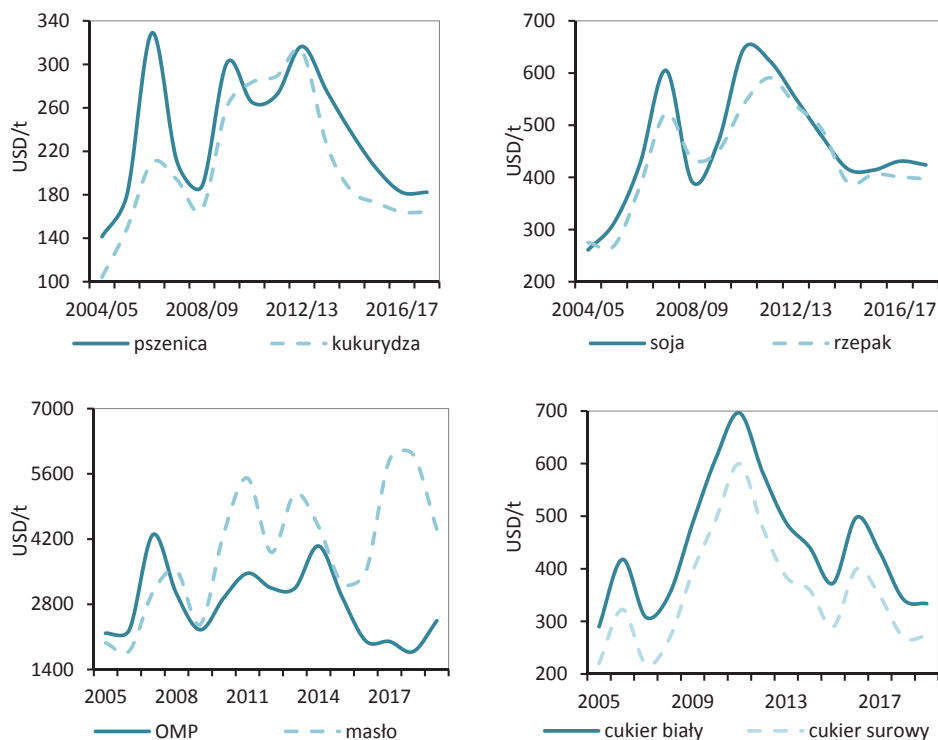 340
300
260
220
180
140
100
USD/t
2004/05 2008/09 2012/13 2016/17
pszenica kukurydza
700
600
500
400
300
200
USD/t
2004/05 2008/09 2012/13 2016/17
soja rzepak
7000
5600
4200
2800
1400
USD/t
2005 2008 2011 2014 2017
OMP masło
700
600
500
400
300
200
USD/t
2005 2009 2013 2017
cukier biały cukier surowy